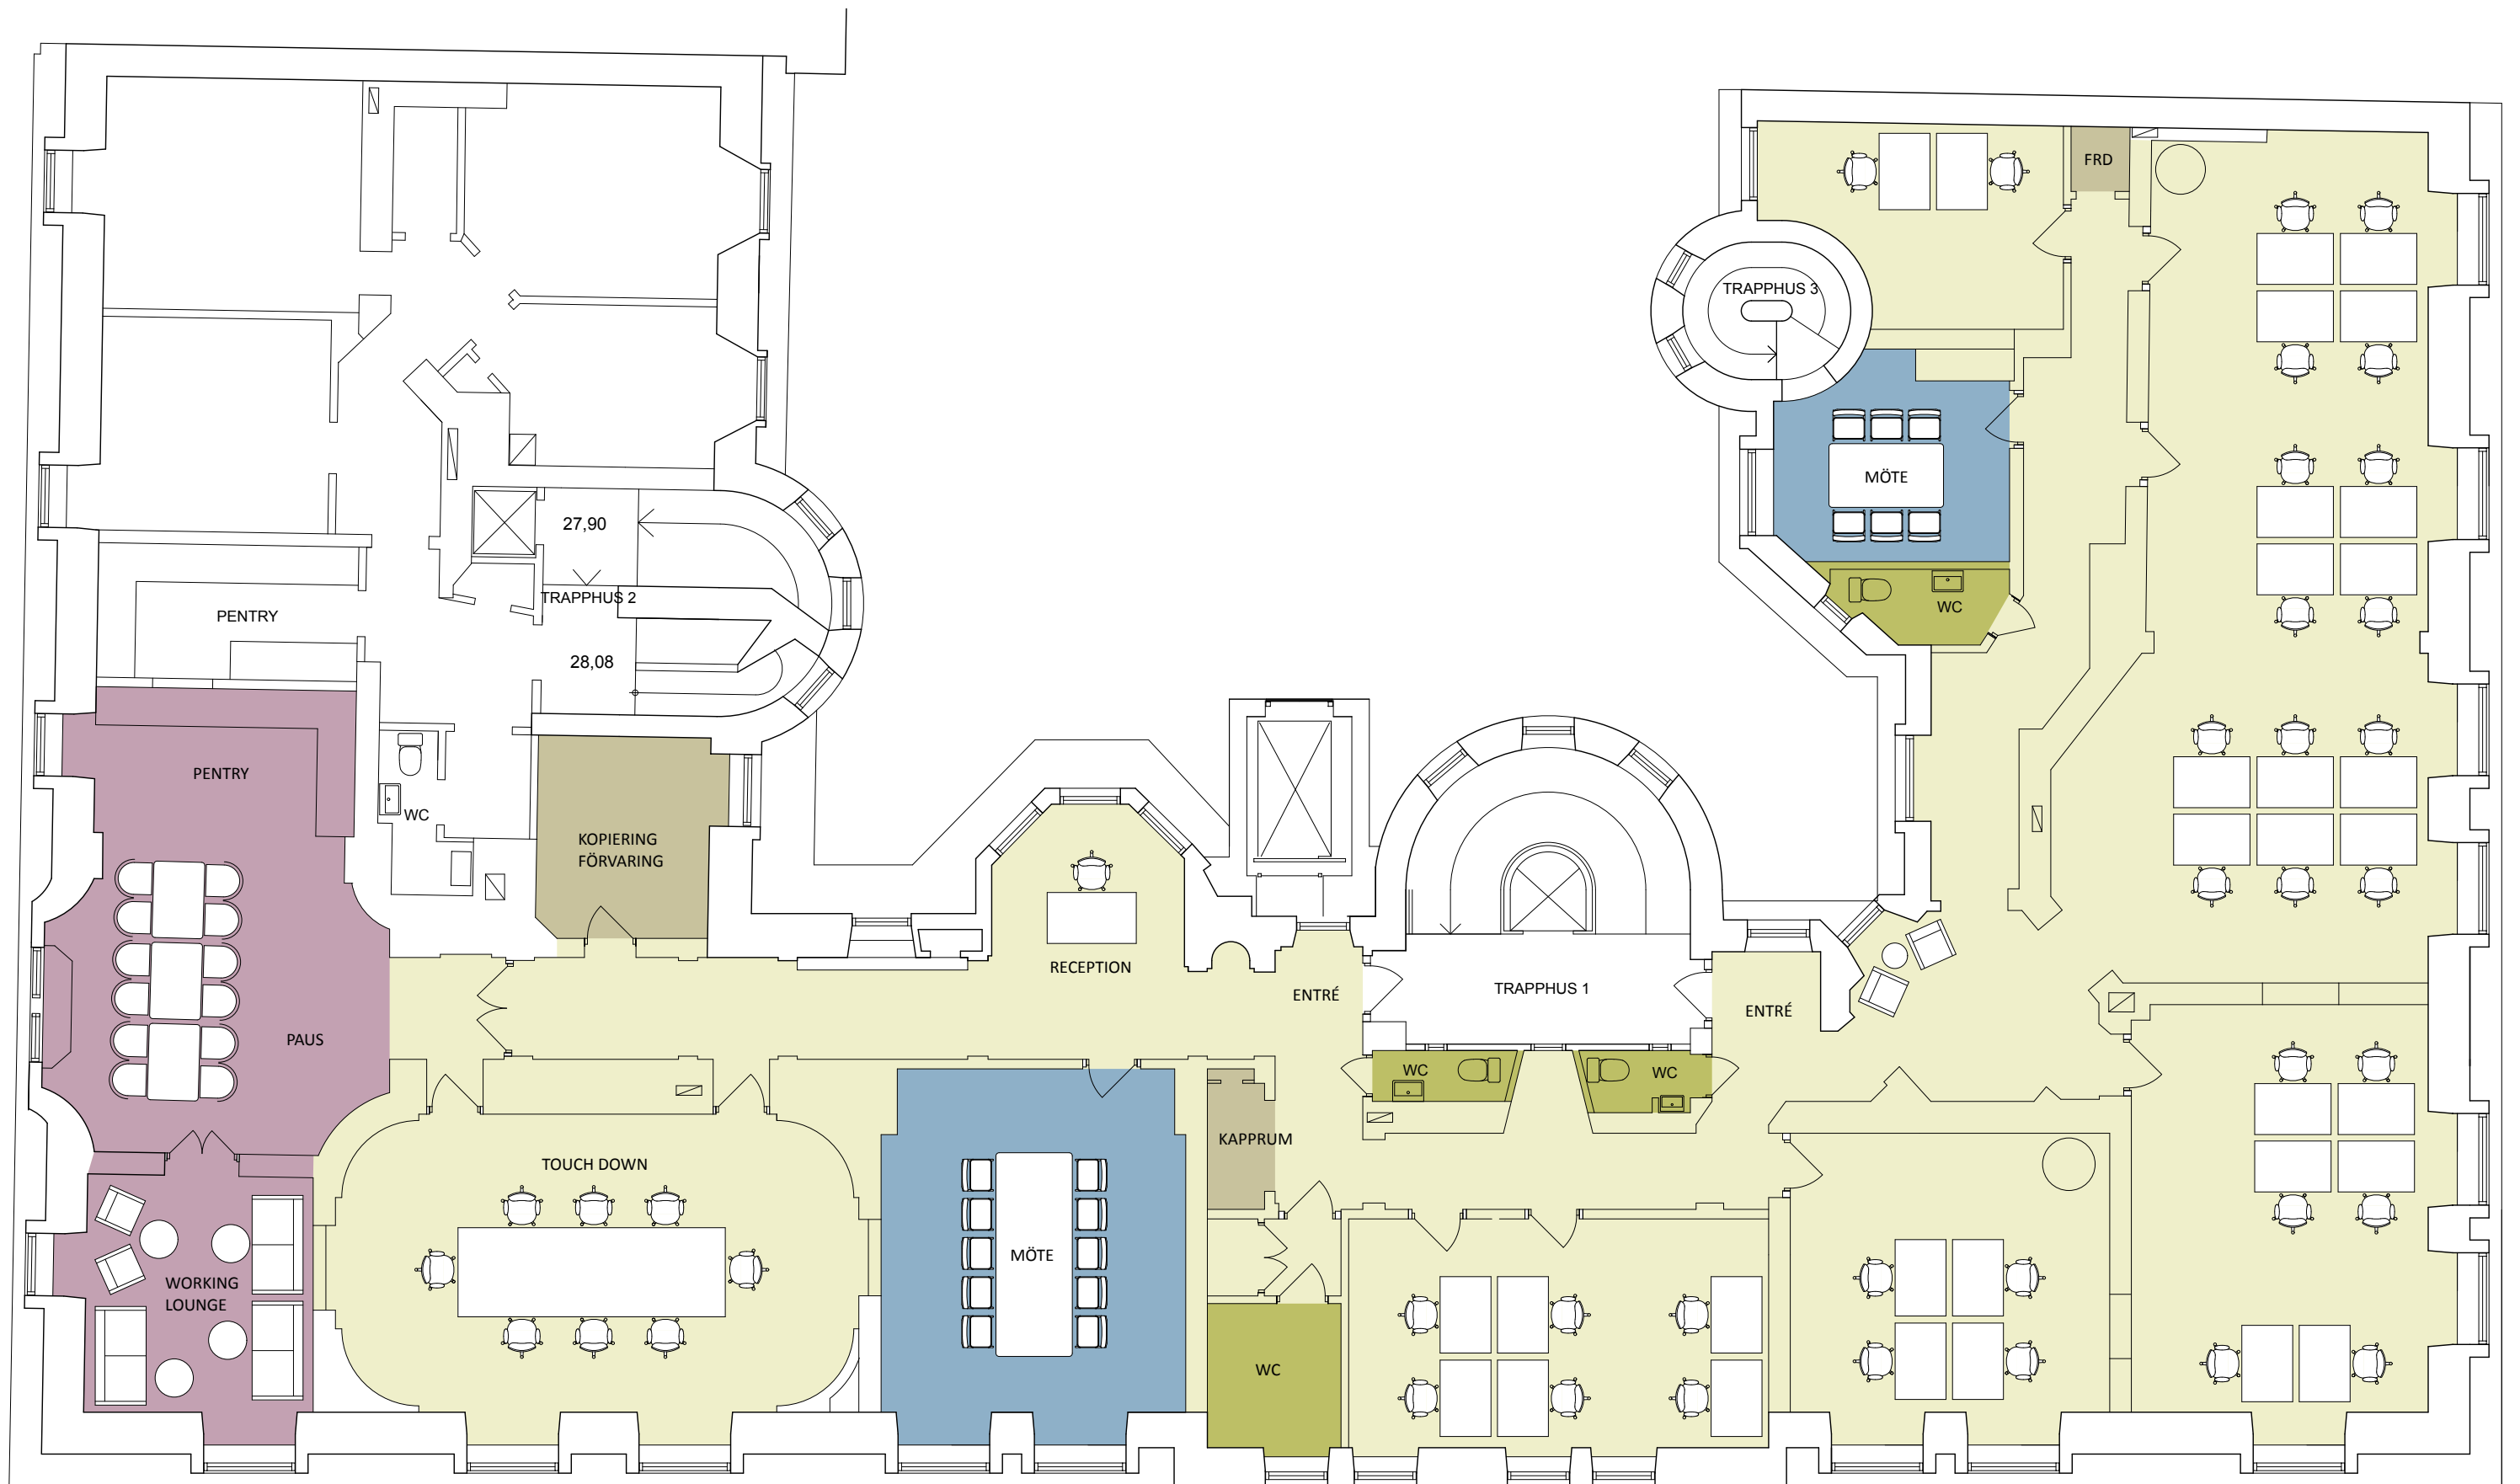 FRD
TRAPPHUS 3
MÖTE
27,90
TRAPPHUS 2
PENTRY
WC
28,08
PENTRY
WC
KOPIERING
FÖRVARING
RECEPTION
TRAPPHUS 1
ENTRÉ
ENTRÉ
PAUS
WC
WC
KAPPRUM
TOUCH DOWN
MÖTE
WORKING
LOUNGE
WC